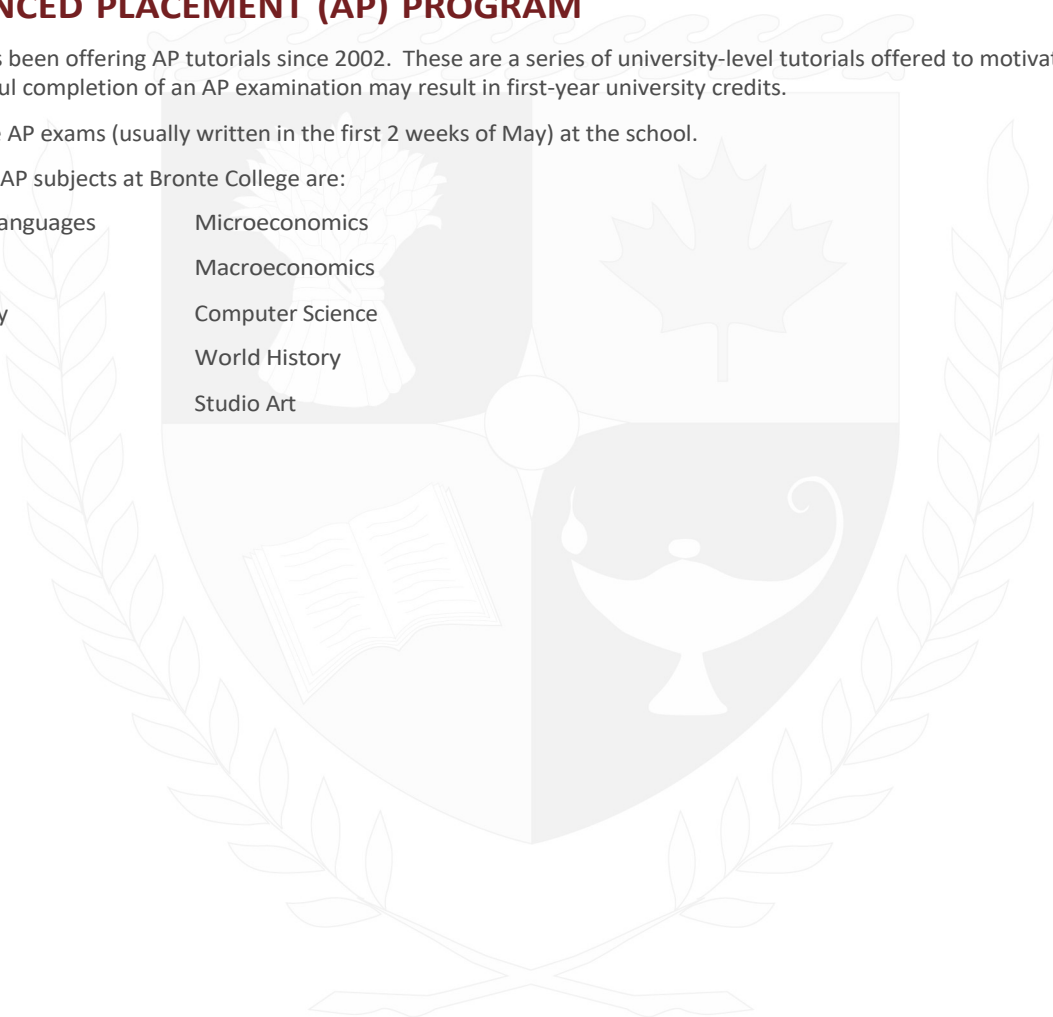 NCED PLACEMENT (AP) PROGRAM
s been offering AP tutorials since 2002. These are a series of university-level tutorials offered to motivat
ul completion of an AP examination may result in first-year university credits.
e AP exams (usually written in the first 2 weeks of May) at the school.
AP subjects at Bronte College are:
anguages Microeconomics
Macroeconomics
y Computer Science
World History
Studio Art